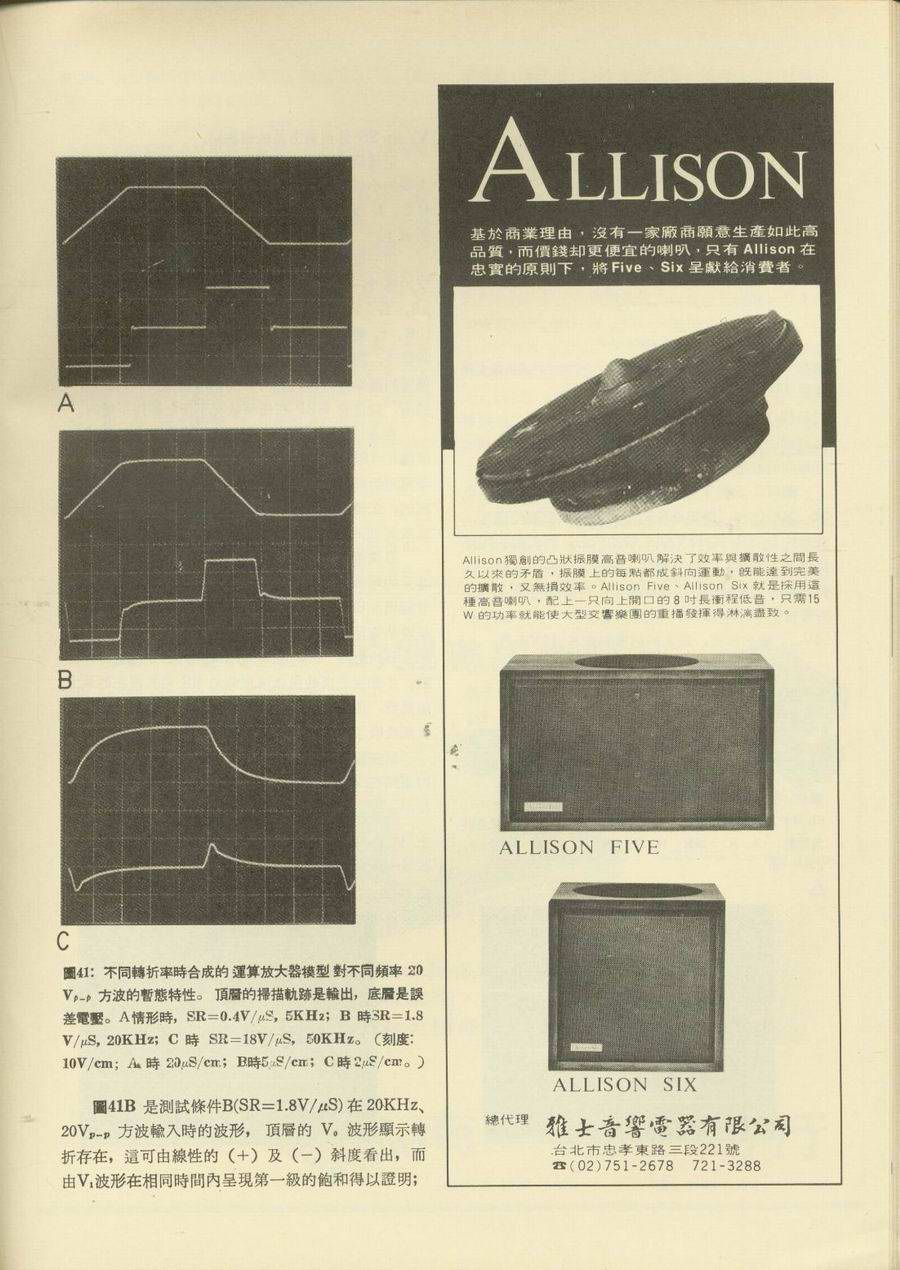 A
B
C
圖41: 不同轉折率時合成的運算放大器模型對不同頻率 20
Vp-p 方波的暫態特性。 頂層的掃描軌跡是輸出, 底層是誤
差電壓。A情形時, SR=0.4V/μS, 5KHz; B 時SR=1.8
V/μS, 20KHz; C 時 SR=18V/μS, 50KHz。(刻度:
10V/cm; A 時 20μS/cm; B時5μS/cm; C時2μS/cm。)
圖41B 是測試條件B(SR=1.8V/μS)在20KHz、
20Vp-p 方波輸入時的波形, 頂層的 Vo 波形顯示轉
折存在, 這可由線性的 (+) 及 (-) 斜度看出, 而
由V1波形在相同時間內呈現第一級的飽和得以證明;
ALLISON
基於商業理由,沒有一家廠商願意生產如此高
品質,而價錢却更便宜的喇叭,只有 Allison 在
忠實的原則下,將Five、Six 呈獻給消費者。
Allison獨創的凸狀振膜高音喇叭解決了效率與擴散性之間長
久以來的矛盾,振膜上的每點都成斜向運動,既能達到完美
的擴散,又無損效率。Allison Five、Allison Six 就是採用這
種高音喇叭,配上一只向上開口的8吋長衝程低音,只需15
W 的功率就能使大型交響樂團的重播發揮得淋漓盡致。
ALLISON FIVE
ALLISON SIX
總代理 雅士音響電器有限公司
台北市忠孝東路三段221號
☎(02)751-2678 721-3288